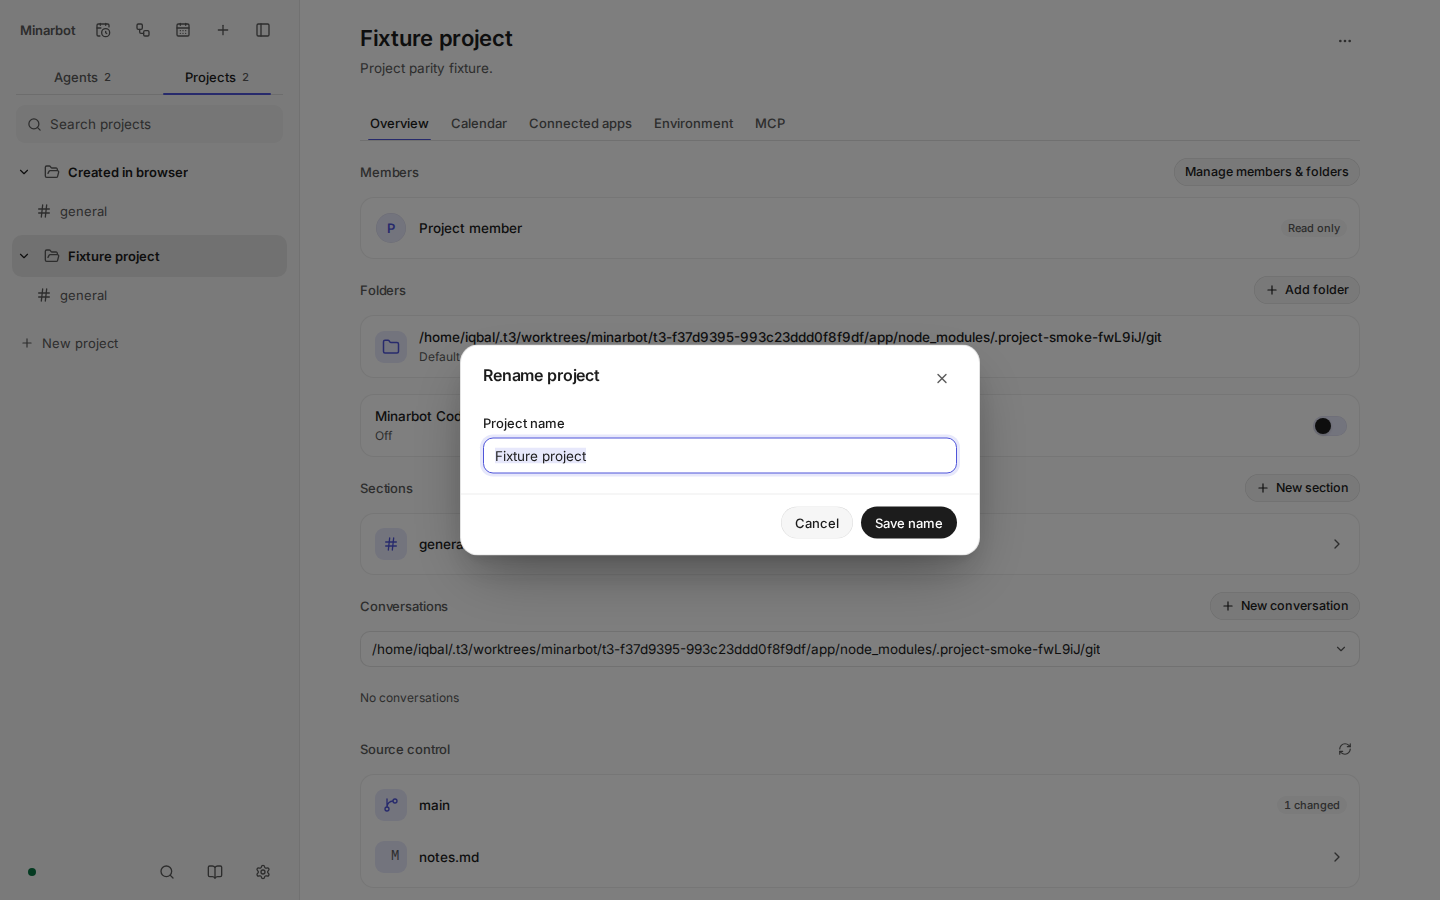 Minarbot
Agents 2
Projects 2
Search projects
Created in browser
general
Fixture project
general
New project
Fixture project
Project parity fixture.
Overview
Calendar
Connected apps
Environment
MCP
Members
Manage members & folders
P
Project member
Read only
Folders
Add folder
/home/iqbal/.t3/worktrees/minarbot/t3-f37d9395-993c23ddd0f8f9df/app/node_modules/.project-smoke-fwL9iJ/git
Default
Rename project
Project name
Fixture project
Cancel
Save name
Minarbot
Off
Sections
New section
Conversations
New conversation
/home/iqbal/.t3/worktrees/minarbot/t3-f37d9395-993c23ddd0f8f9df/app/node_modules/.project-smoke-fwL9iJ/git
No conversations
Source control
main
1 changed
M
notes.md